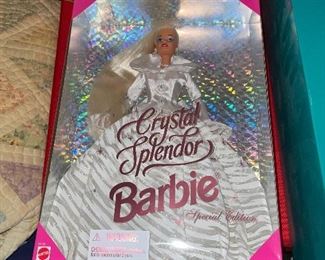 Crystal
Splendor
Barbie
Special Edition
WARNING: